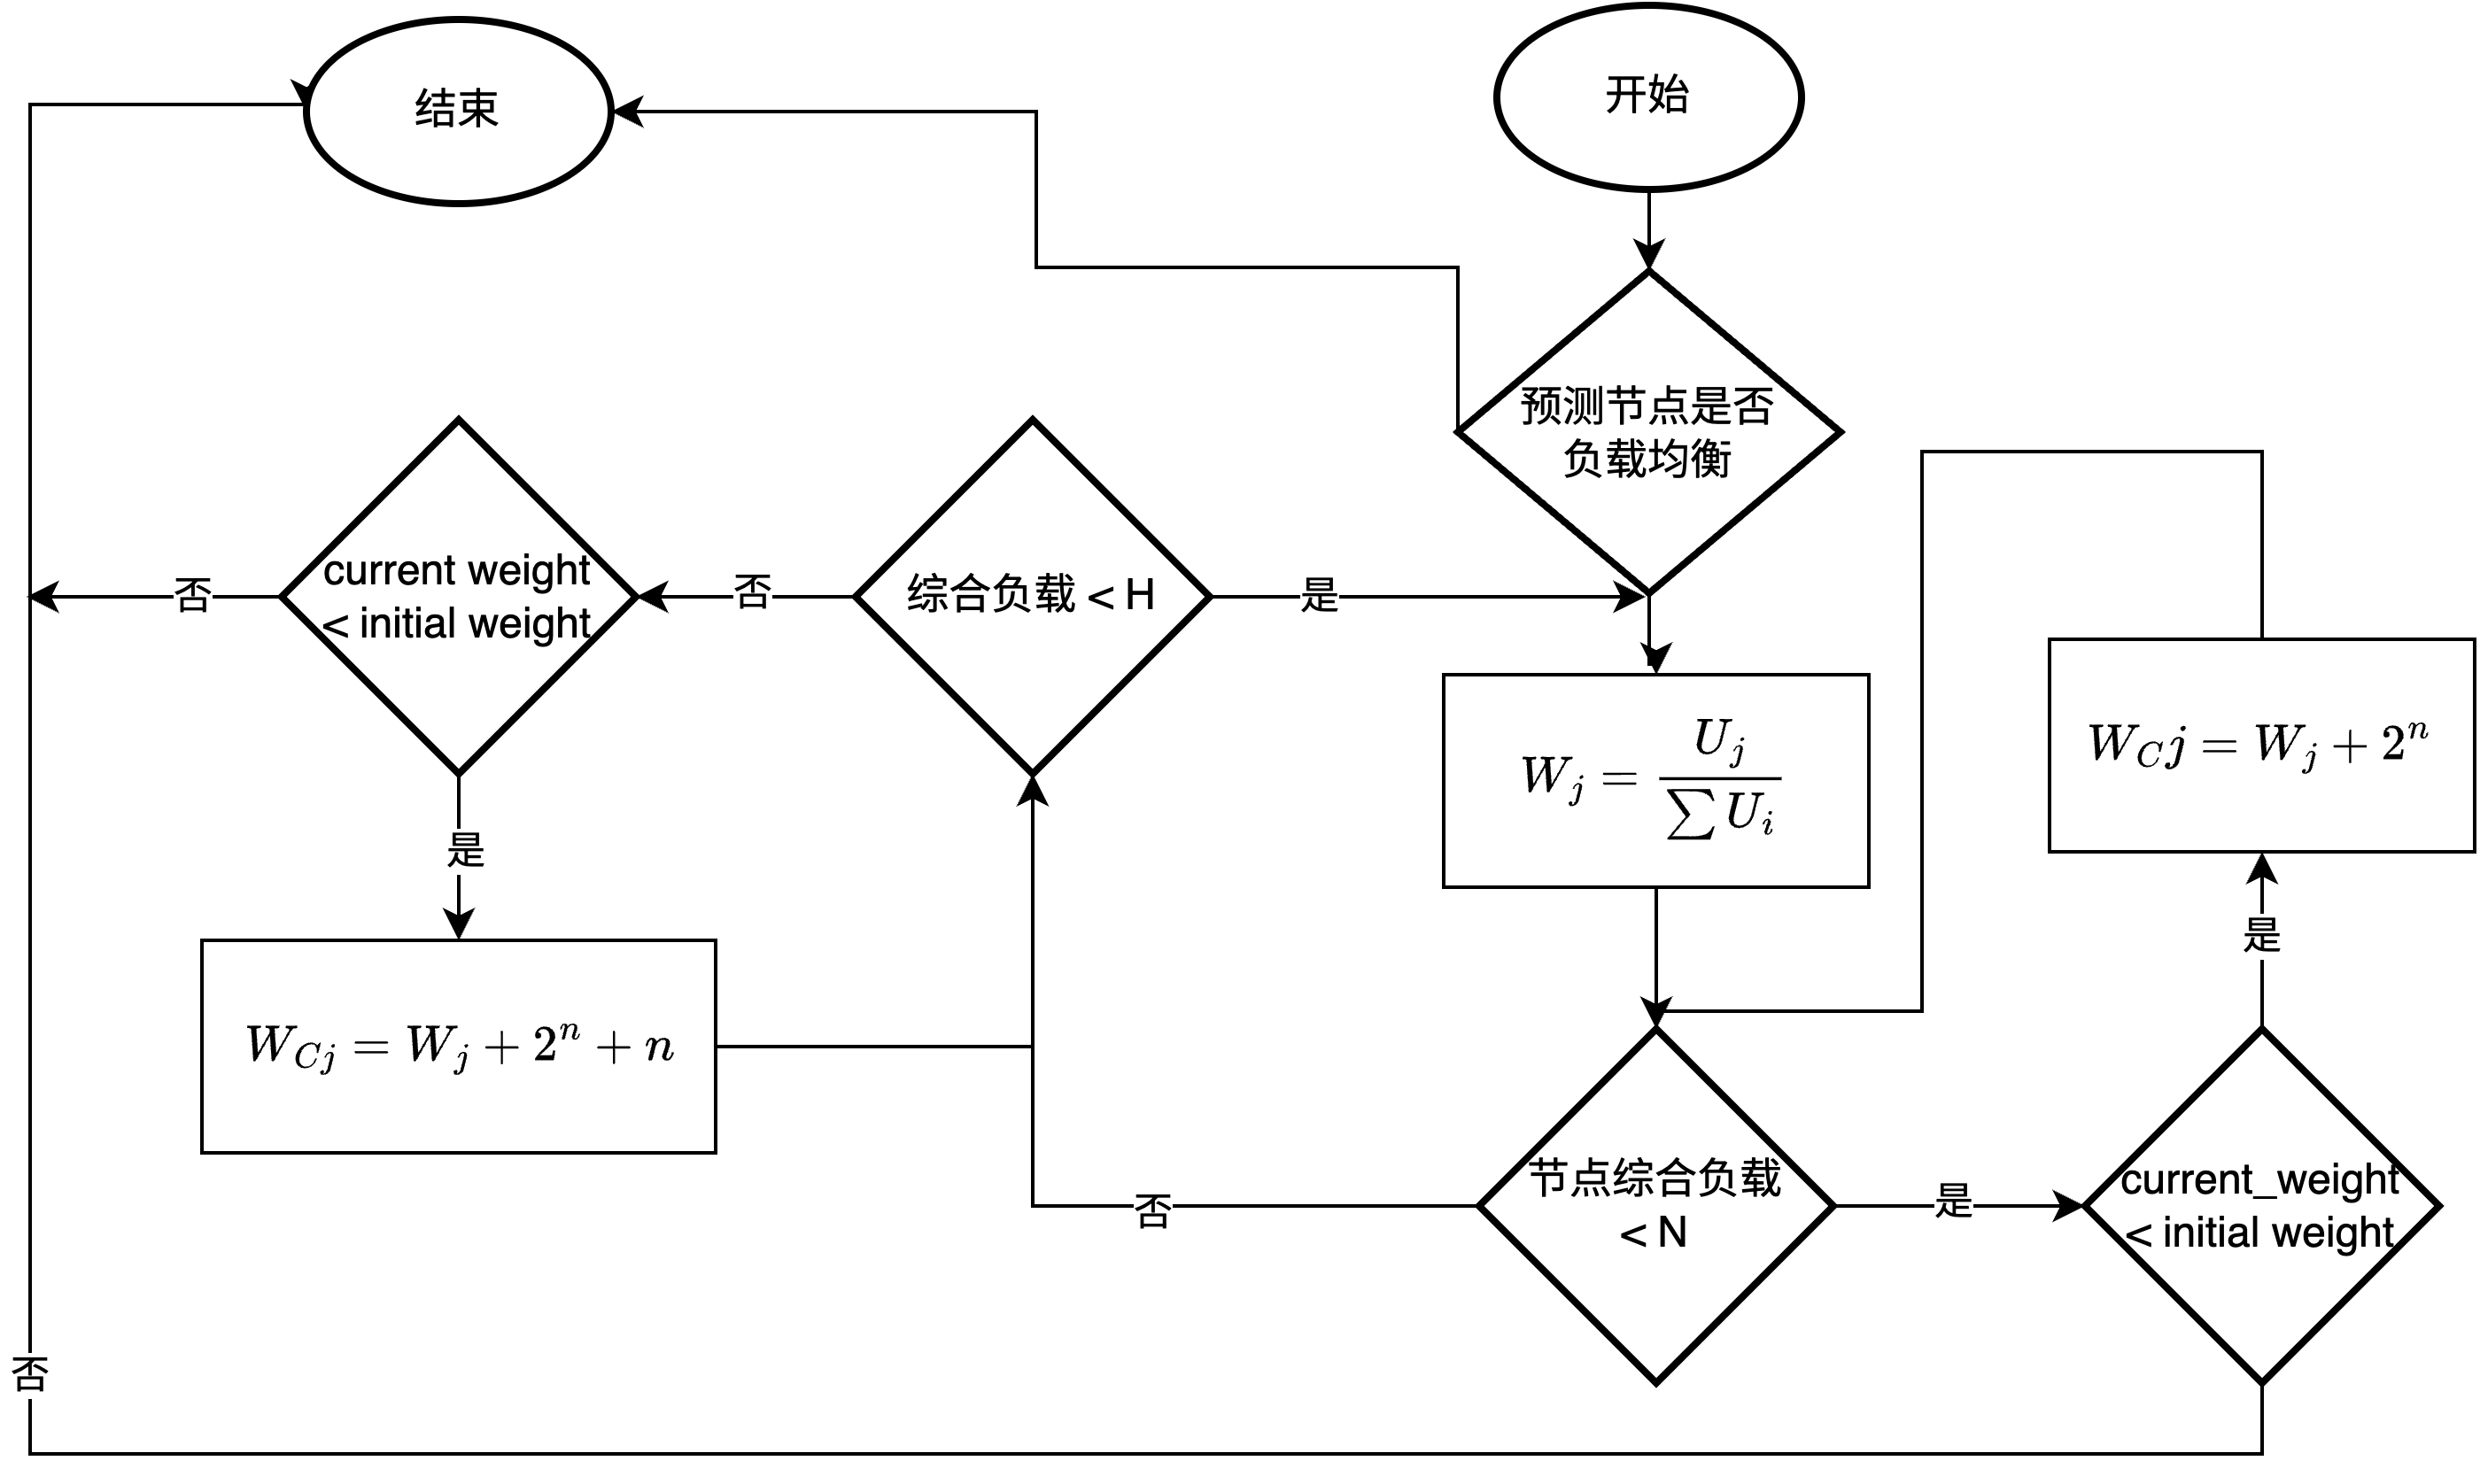 结束
开始
预测节点是否
负载均衡
current weight
< initial weight
否
否
综合负载 < H
是
W_j = \frac{U_j}{\sum U_i}
W_C j = W_j + 2^n
是
是
W_{Cj} = W_j + 2^n + n
节点综合负载
< N
是
current_weight
< initial weight
否
否